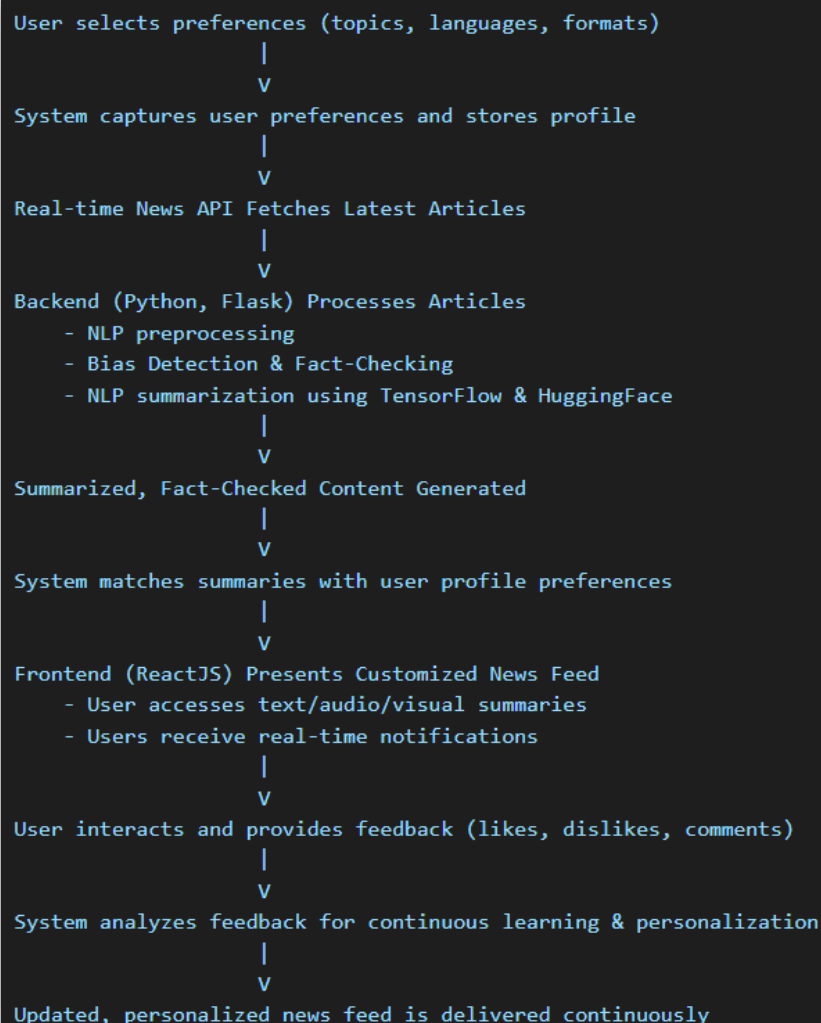 User selects preferences (topics, languages, formats)
|
v
System captures user preferences and stores profile
|
v
Real-time News API Fetches Latest Articles
|
v
Backend (Python, Flask) Processes Articles
- NLP preprocessing
- Bias Detection & Fact-Checking
- NLP summarization using TensorFlow & HuggingFace
|
v
Summarized, Fact-Checked Content Generated
|
v
System matches summaries with user profile preferences
|
v
Frontend (ReactJS) Presents Customized News Feed
- User accesses text/audio/visual summaries
- Users receive real-time notifications
|
v
User interacts and provides feedback (likes, dislikes, comments)
|
v
System analyzes feedback for continuous learning & personalization
|
v
Updated, personalized news feed is delivered continuously